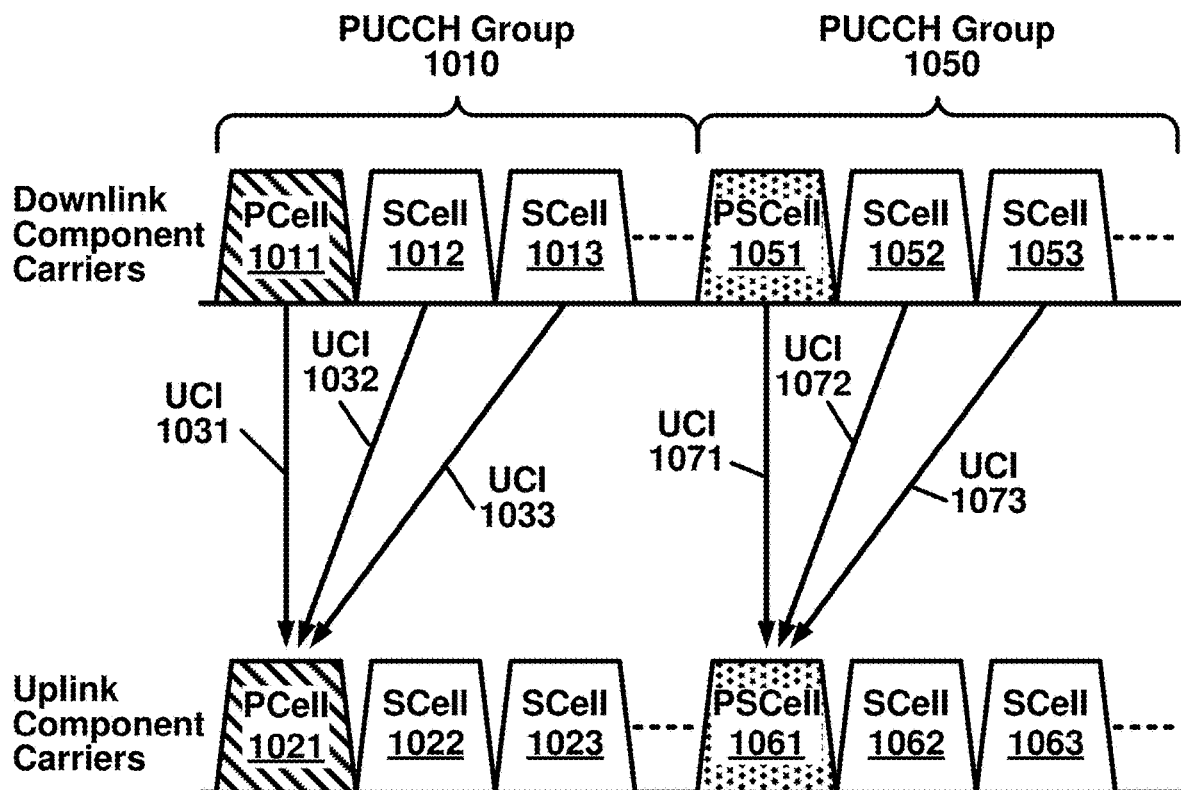 PUCCH Group
1010
PUCCH Group
1050
Downlink
Component
Carriers
PCell
1011
SCell
1012
SCell
1013
PSCell
1051
SCell
1052
SCell
1053
UCI
1031
UCI
1032
UCI
1033
UCI
1071
UCI
1072
UCI
1073
Uplink
Component
Carriers
PCell
1021
SCell
1022
SCell
1023
PSCell
1061
SCell
1062
SCell
1063